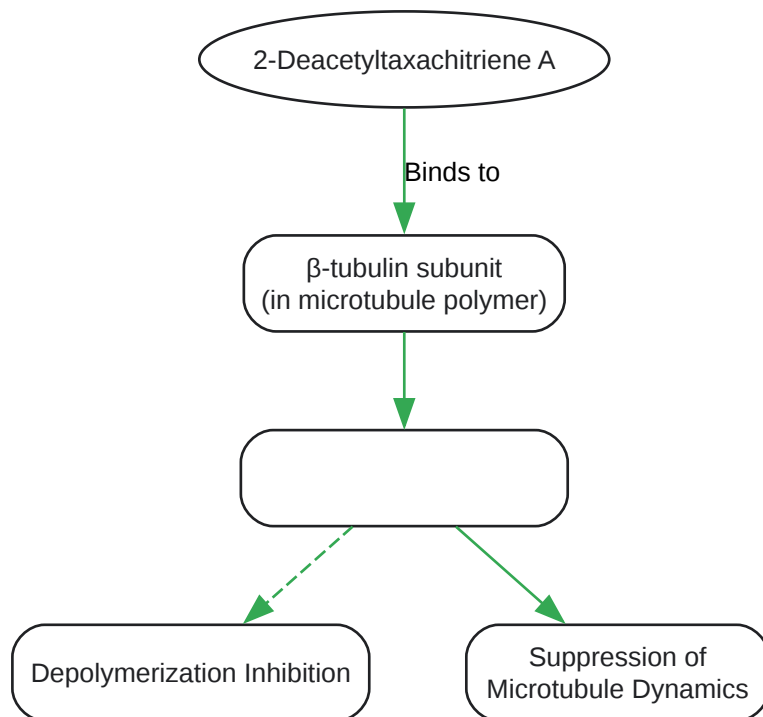 2-Deacetyltaxachitriene A
Binds to
β-tubulin subunit
(in microtubule polymer)
Depolymerization Inhibition
Suppression of
Microtubule Dynamics